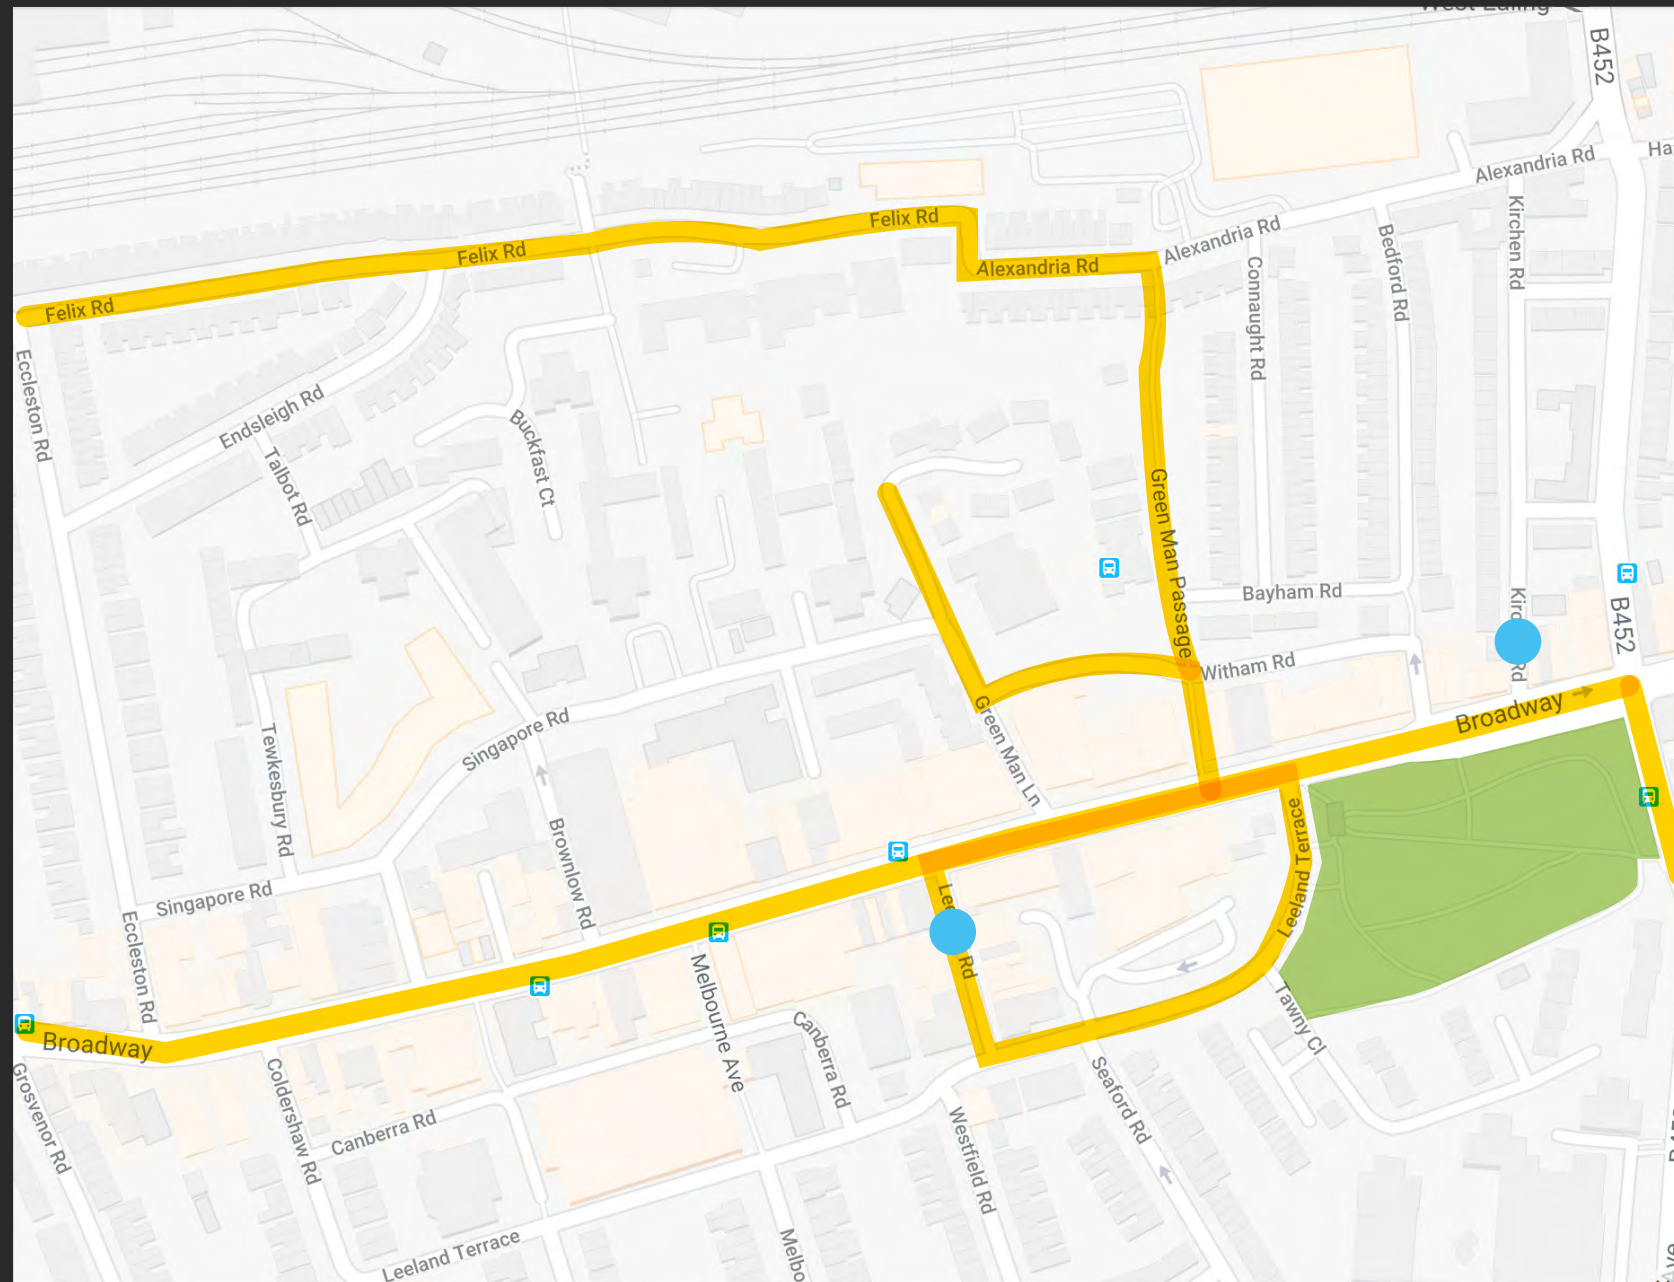 West Ealing
B452
Ha
Alexandria Rd
Kirchen Rd
Felix Rd
Alexandria Rd
Bedford Rd
Felix Rd
Alexandria Rd
Connaught Rd
Felix Rd
Eccleston Rd
Endsleigh Rd
Buckfast Ct
Talbot Rd
Green Man Passage
Bayham Rd
B452
Witham Rd
Green Man Ln
Broadway
Singapore Rd
Tewkesbury Rd
Leeland Terrace
Brownlow Rd
Singapore Rd
Eccleston Rd
Rd
Melbourne Ave
Tawny Cl
Canberra Rd
Broadway
Grosvenor Rd
Coldershaw Rd
Seaford Rd
Canberra Rd
Westfield Rd
Leeland Terrace
Melbo